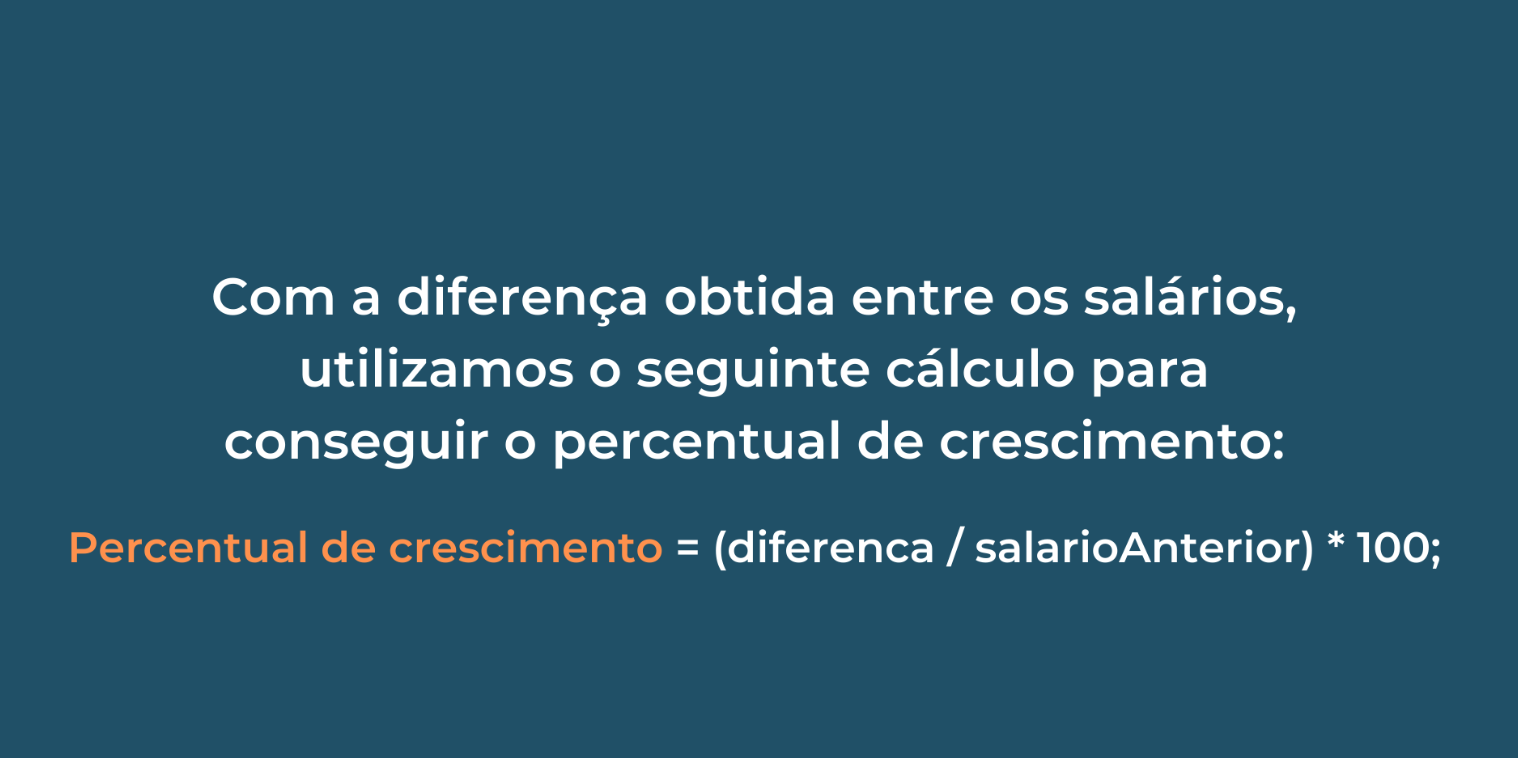 Com a diferença obtida entre os salários,
utilizamos o seguinte cálculo para
conseguir o percentual de crescimento:
Percentual de crescimento = (diferenca / salarioAnterior) * 100;